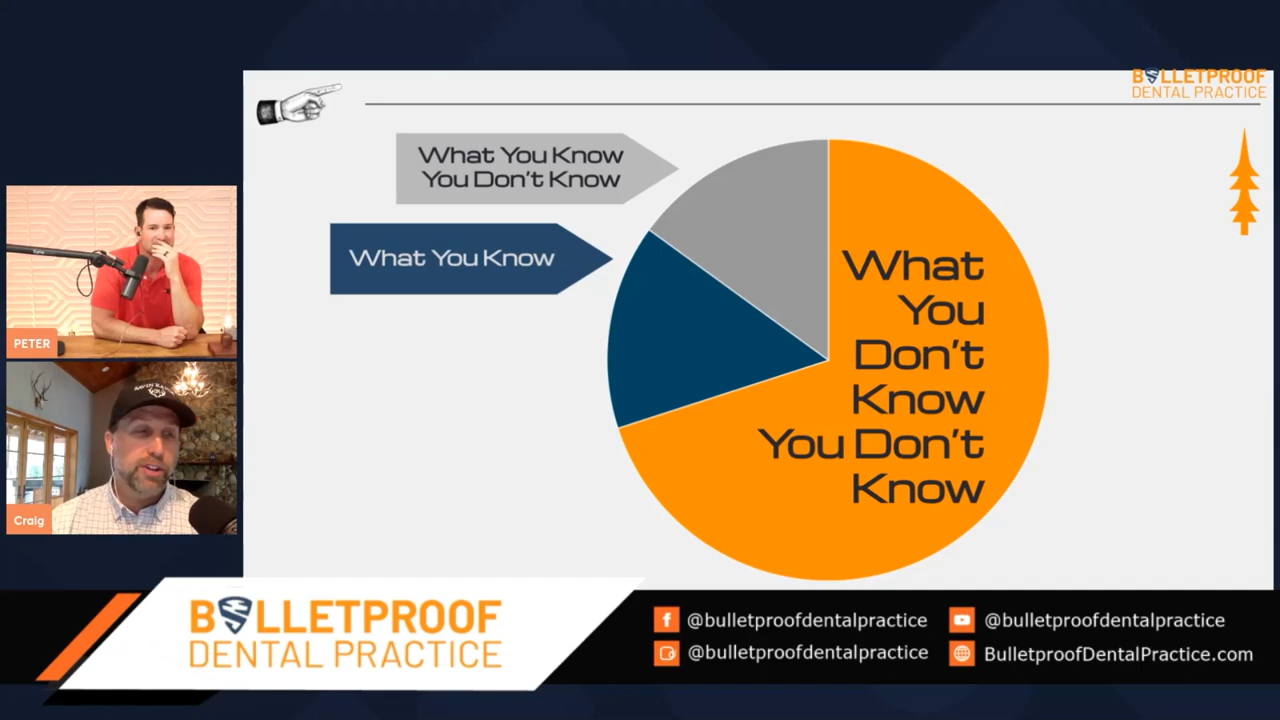 BULLETPROOF
DENTAL PRACTICE
What You Know
You Don't Know
What You Know
What
You
Don't
Know
You Don't
Know
PETER
Craig
BULLETPROOF
DENTAL PRACTICE
@bulletproofdentalpractice
@bulletproofdentalpractice
@bulletproofdentalpractice
BulletproofDentalPractice.com